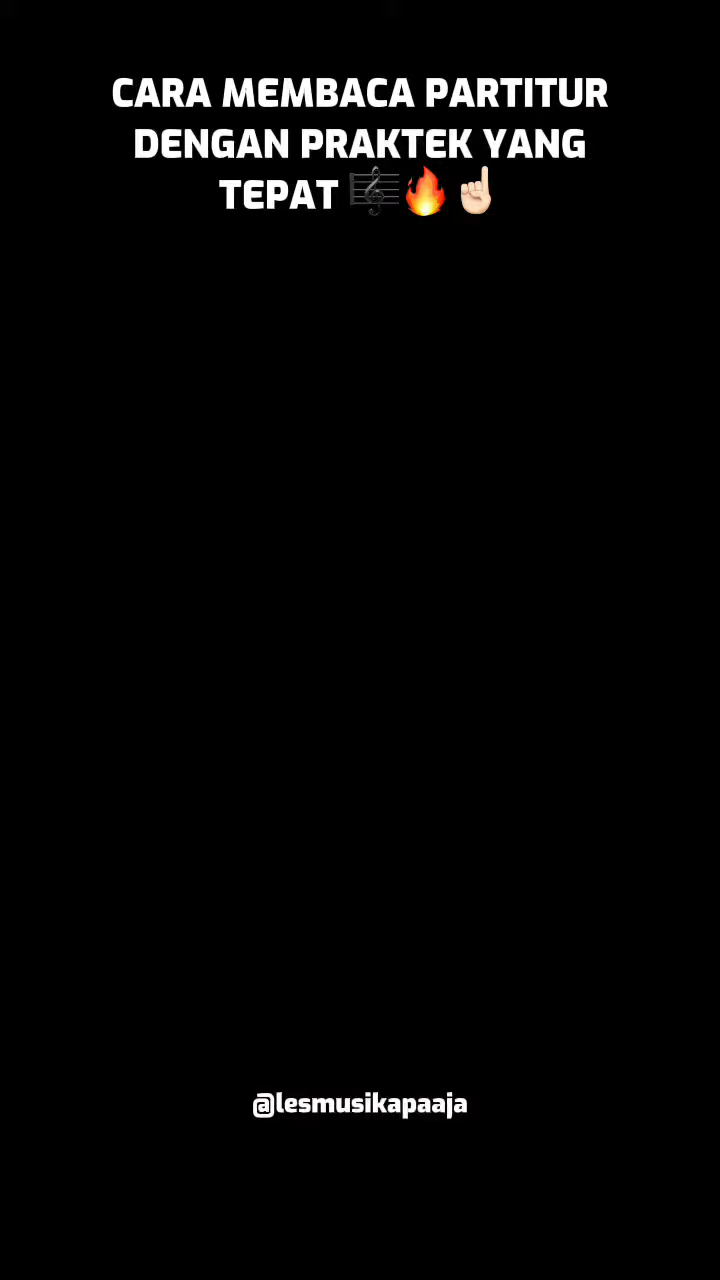 CARA MEMBACA PARTITUR
DENGAN PRAKTEK YANG
TEPAT 🎼🔥☝🏻
@lesmusikapaaja